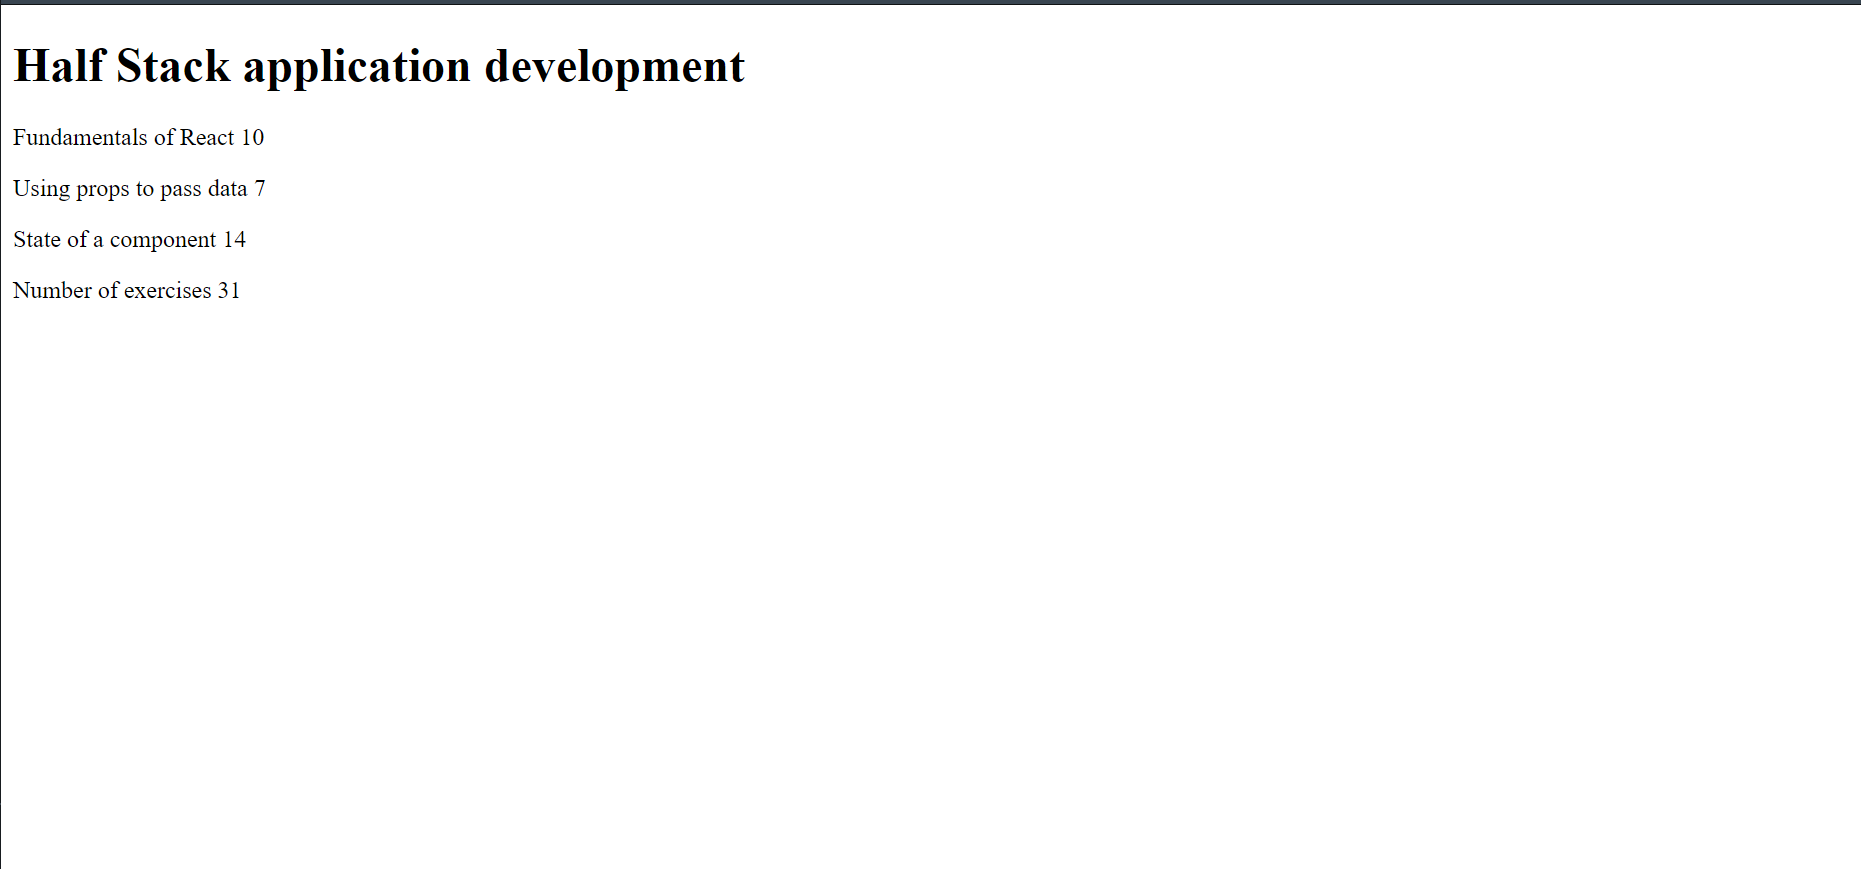 Half Stack application development
Fundamentals of React 10
Using props to pass data 7
State of a component 14
Number of exercises 31